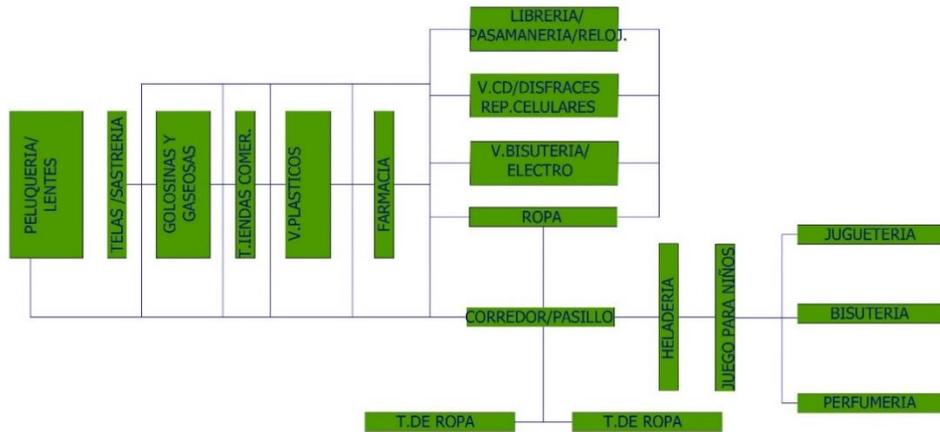 LIBRERIA/
PASAMANERIA/RELOJ.
V.CD/DISFRACES
REP.CELULARES
V.BISUTERIA/
ELECTRO
ROPA
PELUQUERIA/
LENTES
TELAS /SASTRERIA
GOLOSINAS Y
GASEOSAS
T.IENDAS COMER.
V.PLASTICOS
FARMACIA
CORREDOR/PASILLO
HELADERIA
JUEGO PARA NIÑOS
JUGUETERIA
BISUTERIA
PERFUMERIA
T.DE ROPA
T.DE ROPA